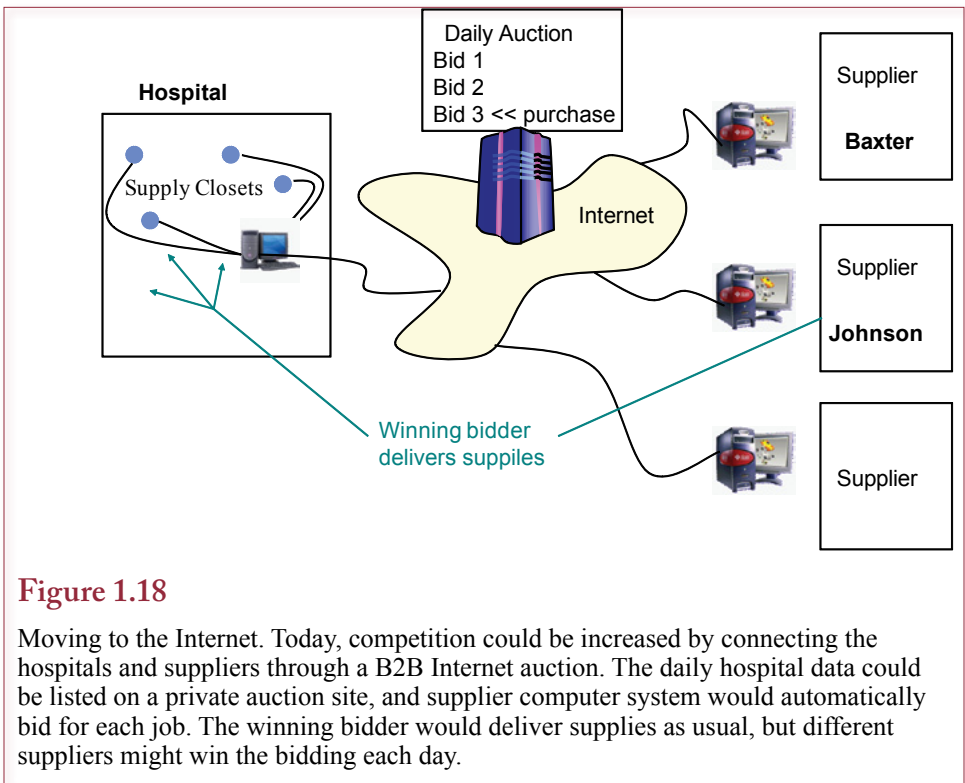 Daily Auction
Bid 1
Bid 2
Bid 3 << purchase
Hospital
Supply Closets
Internet
Supplier
Baxter
Supplier
Johnson
Supplier
Winning bidder
delivers suppiles
Figure 1.18
Moving to the Internet. Today, competition could be increased by connecting the
hospitals and suppliers through a B2B Internet auction. The daily hospital data could
be listed on a private auction site, and supplier computer system would automatically
bid for each job. The winning bidder would deliver supplies as usual, but different
suppliers might win the bidding each day.